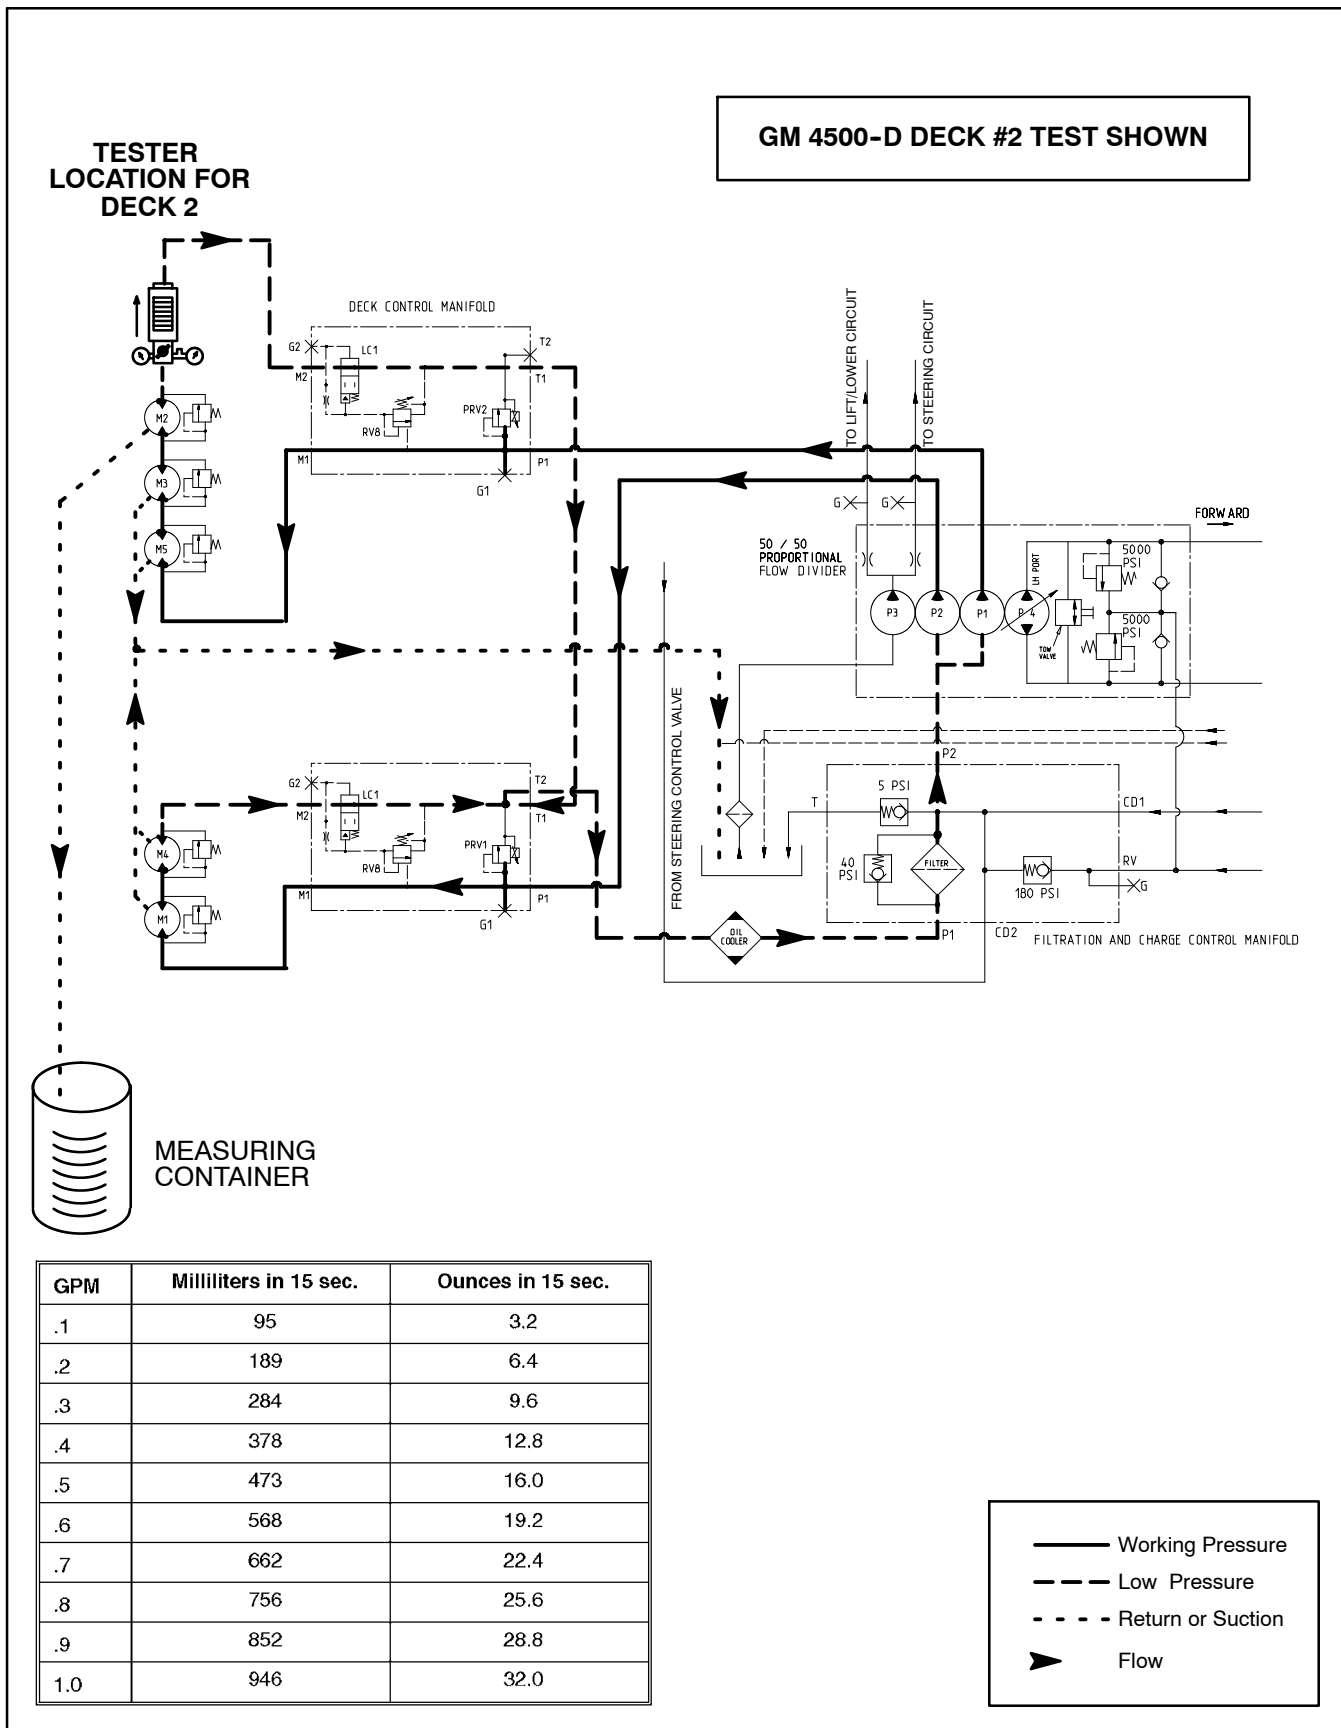 GM 4500-D DECK #2 TEST SHOWN
TESTER
LOCATION FOR
DECK 2
DECK CONTROL MANIFOLD
G2
LC1
T2
M2
T1
PRV2
RV8
M1
P1
G1
M2
M3
M5
TO LIFT/LOWER CIRCUIT
TO STEERING CIRCUIT
G
G
FORWARD
50 / 50
PROPORTIONAL
FLOW DIVIDER
LH PORT
5000
PSI
P3
P2
P1
P 4
5000
PSI
TOW
VALVE
FROM STEERING CONTROL VALVE
P2
G2
LC1
T2
M2
T1
PRV1
RV8
M1
P1
G1
M4
M1
5 PSI
T
CD1
40
PSI
FILTER
RV
180 PSI
G
OIL
COOLER
P1
CD2
FILTRATION AND CHARGE CONTROL MANIFOLD
MEASURING
CONTAINER
GPM Milliliters in 15 sec. Ounces in 15 sec.
.1 95 3.2
.2 189 6.4
.3 284 9.6
.4 378 12.8
.5 473 16.0
.6 568 19.2
.7 662 22.4
.8 756 25.6
.9 852 28.8
1.0 946 32.0
Working Pressure
Low Pressure
Return or Suction
Flow